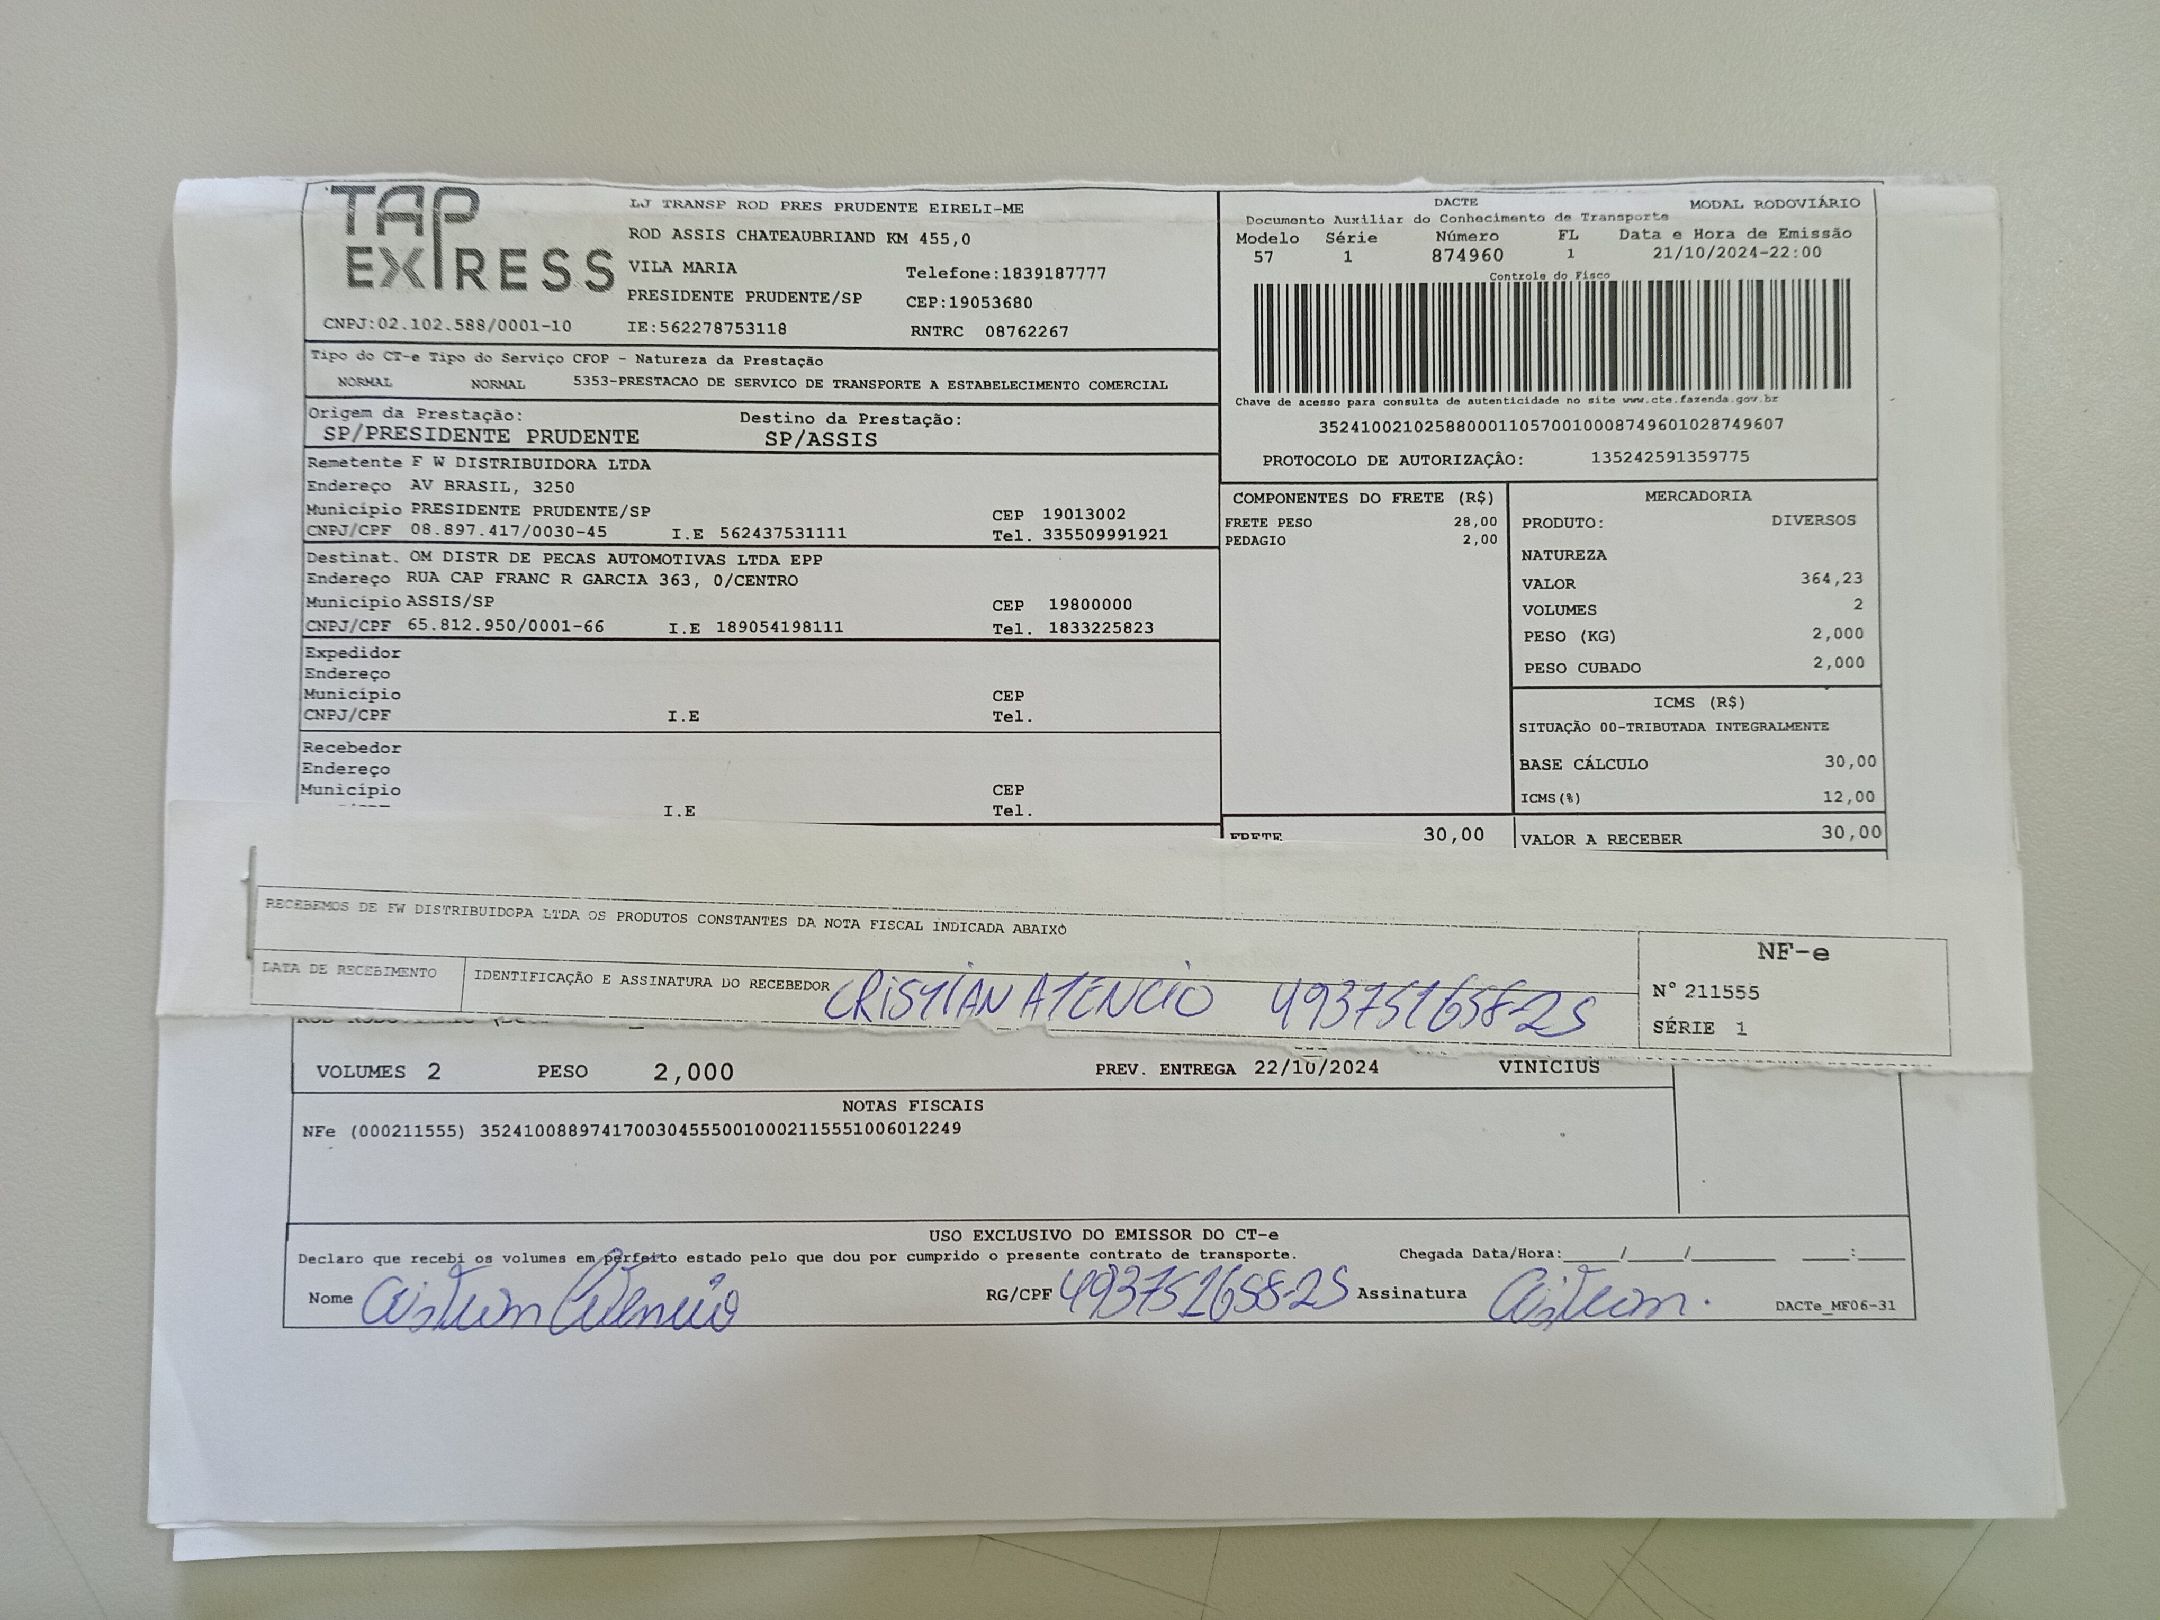 TAP EXPRESS
LJ TRANSP ROD PRES PRUDENTE EIRELI-ME
ROD ASSIS CHATEAUBRIAND KM 455,0
VILA MARIA Telefone:1839187777
PRESIDENTE PRUDENTE/SP CEP:19053680
CNPJ:02.102.588/0001-10 IE:562278753118 RNTRC 08762267
DACTE MODAL RODOVIÁRIO
Documento Auxiliar do Conhecimento de Transporte
Modelo Série Número FL Data e Hora de Emissão
57 1 874960 1 21/10/2024-22:00
Controle do Fisco
Chave de acesso para consulta de autenticidade no site www.cte.fazenda.gov.br
35241002102588000110570010008749601028749607
PROTOCOLO DE AUTORIZAÇÂO: 135242591359775
Tipo do CT-e Tipo do Serviço CFOP - Natureza da Prestação
NORMAL NORMAL 5353-PRESTACAO DE SERVICO DE TRANSPORTE A ESTABELECIMENTO COMERCIAL
Origem da Prestação: Destino da Prestação:
SP/PRESIDENTE PRUDENTE SP/ASSIS
Remetente F W DISTRIBUIDORA LTDA
Endereço AV BRASIL, 3250
Município PRESIDENTE PRUDENTE/SP CEP 19013002
CNPJ/CPF 08.897.417/0030-45 I.E 562437531111 Tel. 335509991921
Destinat. OM DISTR DE PECAS AUTOMOTIVAS LTDA EPP
Endereço RUA CAP FRANC R GARCIA 363, 0/CENTRO
Município ASSIS/SP CEP 19800000
CNPJ/CPF 65.812.950/0001-66 I.E 189054198111 Tel. 1833225823
Expedidor
Endereço
Município CEP
CNPJ/CPF I.E Tel.
Recebedor
Endereço
Município CEP
I.E Tel.
COMPONENTES DO FRETE (R$)
FRETE PESO 28,00
PEDAGIO 2,00
FRETE 30,00
MERCADORIA
PRODUTO: DIVERSOS
NATUREZA
VALOR 364,23
VOLUMES 2
PESO (KG) 2,000
PESO CUBADO 2,000
ICMS (R$)
SITUAÇÃO 00-TRIBUTADA INTEGRALMENTE
BASE CÁLCULO 30,00
ICMS(%) 12,00
VALOR A RECEBER 30,00
RECEBEMOS DE FW DISTRIBUIDORA LTDA OS PRODUTOS CONSTANTES DA NOTA FISCAL INDICADA ABAIXO
DATA DE RECEBIMENTO IDENTIFICAÇÃO E ASSINATURA DO RECEBEDOR CRISTIAN ATENCIO 493751658-25
NF-e
N° 211555
SÉRIE 1
VOLUMES 2 PESO 2,000 PREV. ENTREGA 22/10/2024 VINICIUS
NOTAS FISCAIS
NFe (000211555) 35241008897417003045550010002115551006012249
USO EXCLUSIVO DO EMISSOR DO CT-e
Declaro que recebi os volumes em perfeito estado pelo que dou por cumprido o presente contrato de transporte. Chegada Data/Hora:____/____/________ ____:____
Nome Cristian Atencio RG/CPF 493751658-25 Assinatura Cristian. DACTe_MF06-31